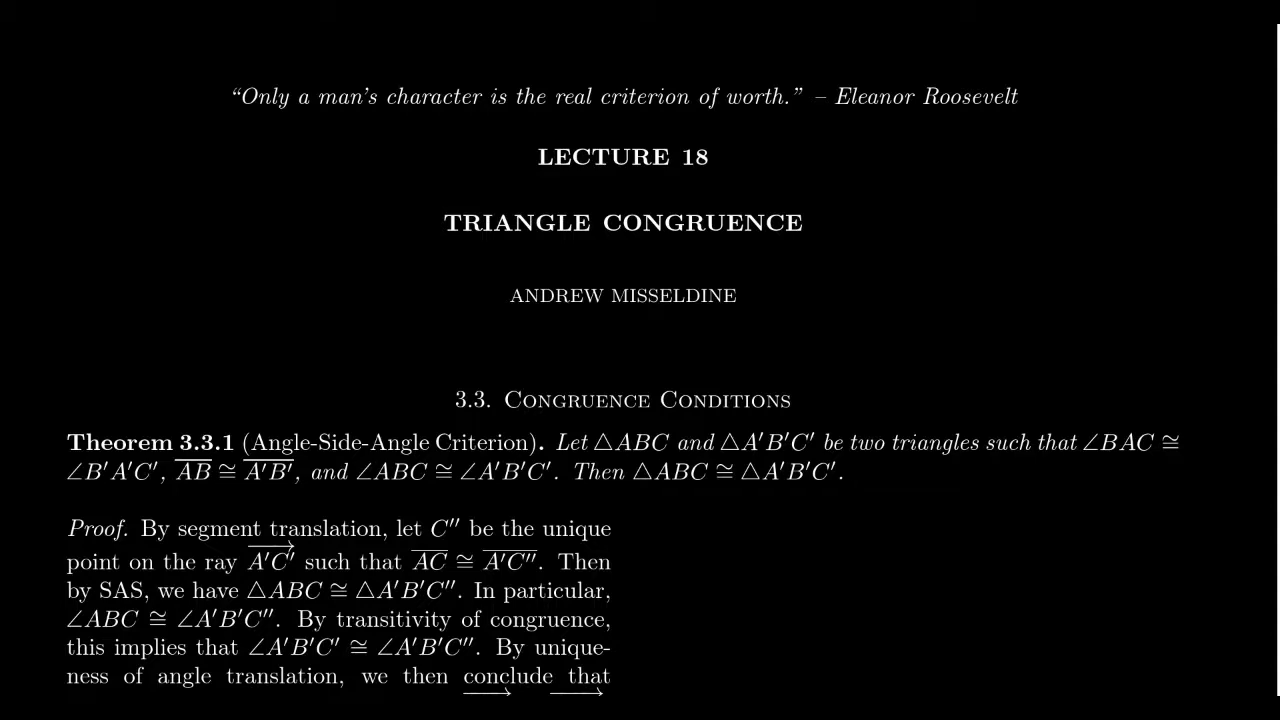 “Only a man’s character is the real criterion of worth.” – Eleanor Roosevelt
LECTURE 18
TRIANGLE CONGRUENCE
ANDREW MISSELDINE
3.3. Congruence Conditions
Theorem 3.3.1 (Angle-Side-Angle Criterion). Let △ABC and △A′B′C′ be two triangles such that ∠BAC ≅
∠B′A′C′, A̅B̅ ≅ A̅′B̅′, and ∠ABC ≅ ∠A′B′C′. Then △ABC ≅ △A′B′C′.
Proof. By segment translation, let C″ be the unique
point on the ray A′C′ such that A̅C̅ ≅ A̅′C̅″. Then
by SAS, we have △ABC ≅ △A′B′C″. In particular,
∠ABC ≅ ∠A′B′C″. By transitivity of congruence,
this implies that ∠A′B′C′ ≅ ∠A′B′C″. By unique-
ness of angle translation, we then conclude that